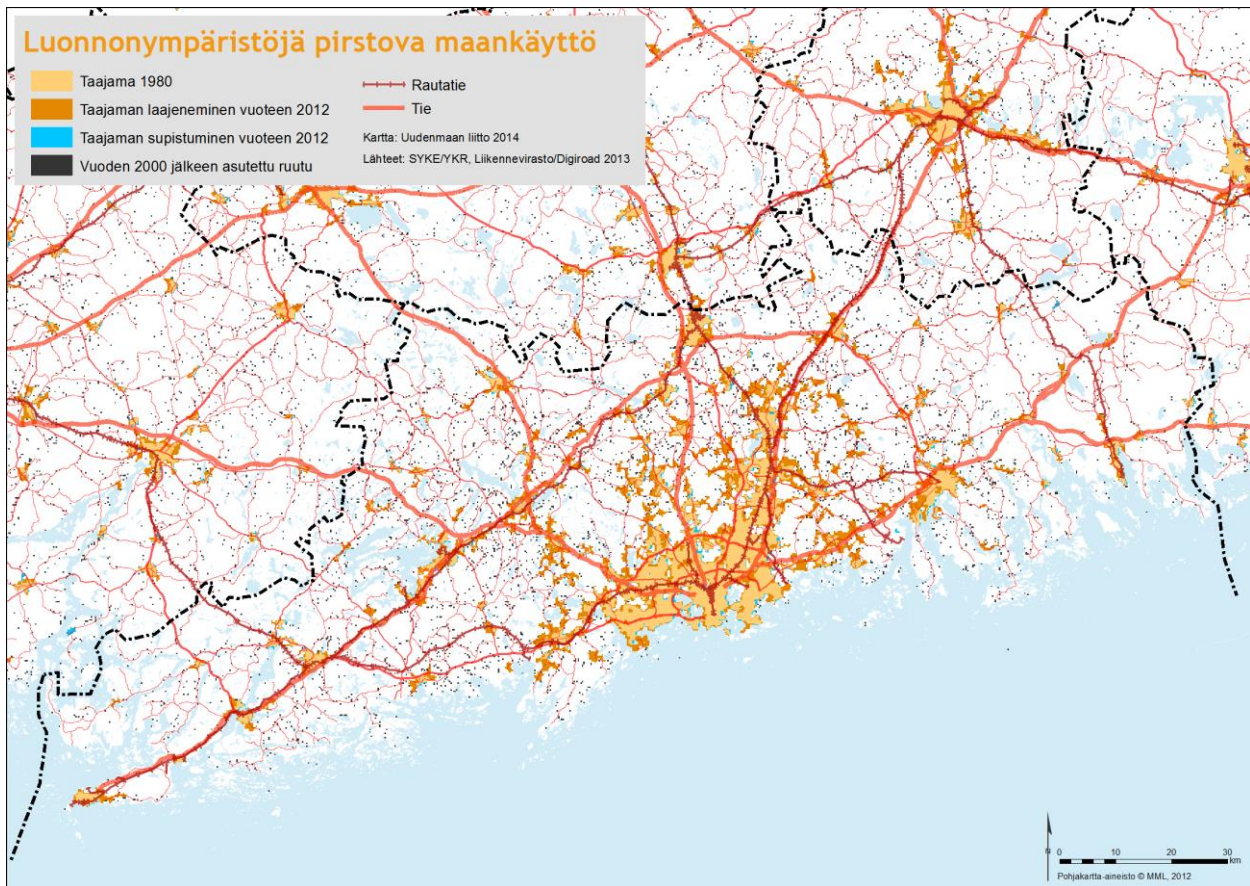 Luonnonympäristöjä pirstova maankäyttö
Taajama 1980
Taajaman laajeneminen vuoteen 2012
Taajaman supistuminen vuoteen 2012
Vuoden 2000 jälkeen asutettu ruutu
Rautatie
Tie
Kartta: Uudenmaan liitto 2014
Lähteet: SYKE/YKR, Liikennevirasto/Digiroad 2013
N
0 10 20 30
km
Pohjakartta-aineisto © MML, 2012